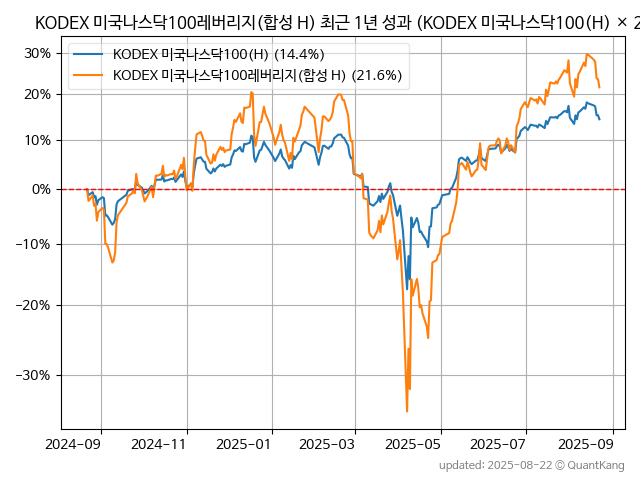 KODEX 미국나스닥100레버리지(합성 H) 최근 1년 성과 (KODEX 미국나스닥100(H) × 2
KODEX 미국나스닥100(H) (14.4%)
KODEX 미국나스닥100레버리지(합성 H) (21.6%)
30%
20%
10%
0%
−10%
−20%
−30%
2024-09 2024-11 2025-01 2025-03 2025-05 2025-07 2025-09
updated: 2025-08-22 © QuantKang